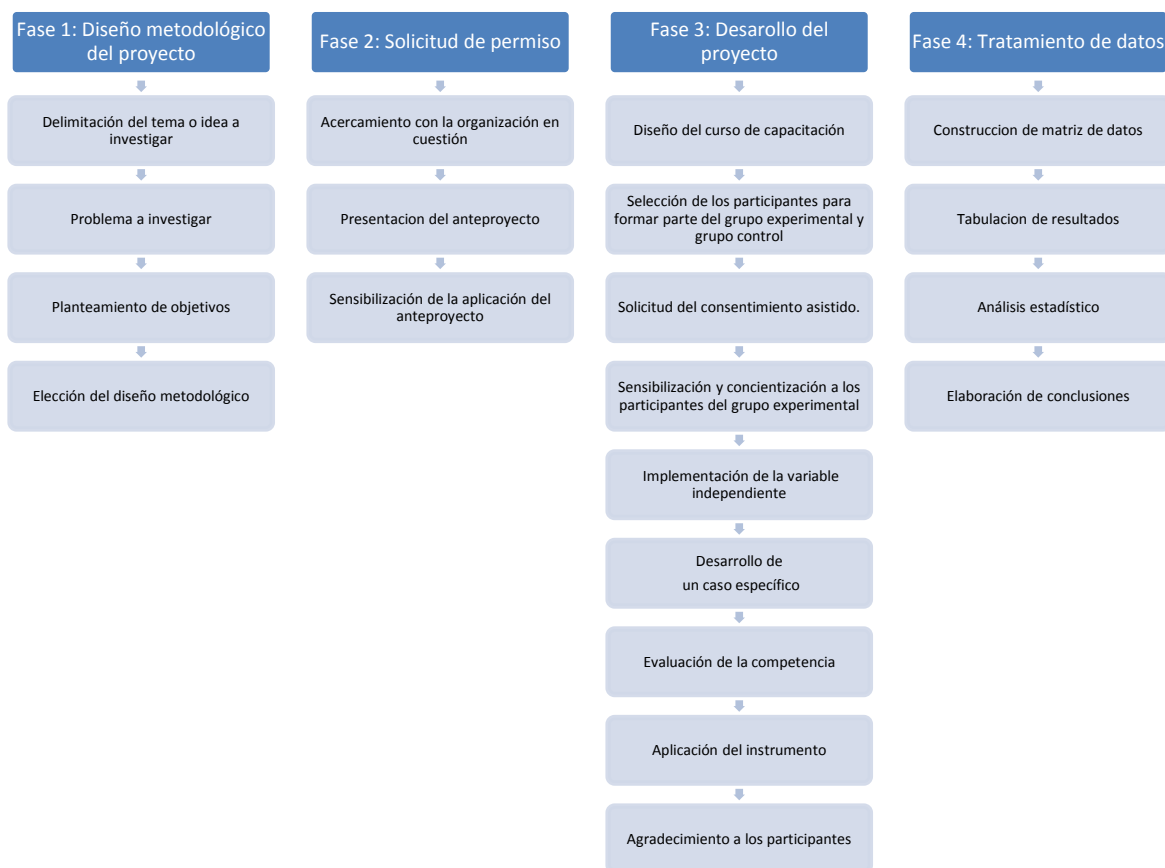 Fase 1: Diseño metodológico
del proyecto
Delimitación del tema o idea a
investigar
Problema a investigar
Planteamiento de objetivos
Elección del diseño metodológico
Fase 2: Solicitud de permiso
Acercamiento con la organización en
cuestión
Presentacion del anteproyecto
Sensibilización de la aplicación del
anteproyecto
Fase 3: Desarollo del
proyecto
Diseño del curso de capacitación
Selección de los participantes para
formar parte del grupo experimental y
grupo control
Solicitud del consentimiento asistido.
Sensibilización y concientización a los
participantes del grupo experimental
Implementación de la variable
independiente
Desarrollo de
un caso específico
Evaluación de la competencia
Aplicación del instrumento
Agradecimiento a los participantes
Fase 4: Tratamiento de datos
Construccion de matriz de datos
Tabulacion de resultados
Análisis estadístico
Elaboración de conclusiones